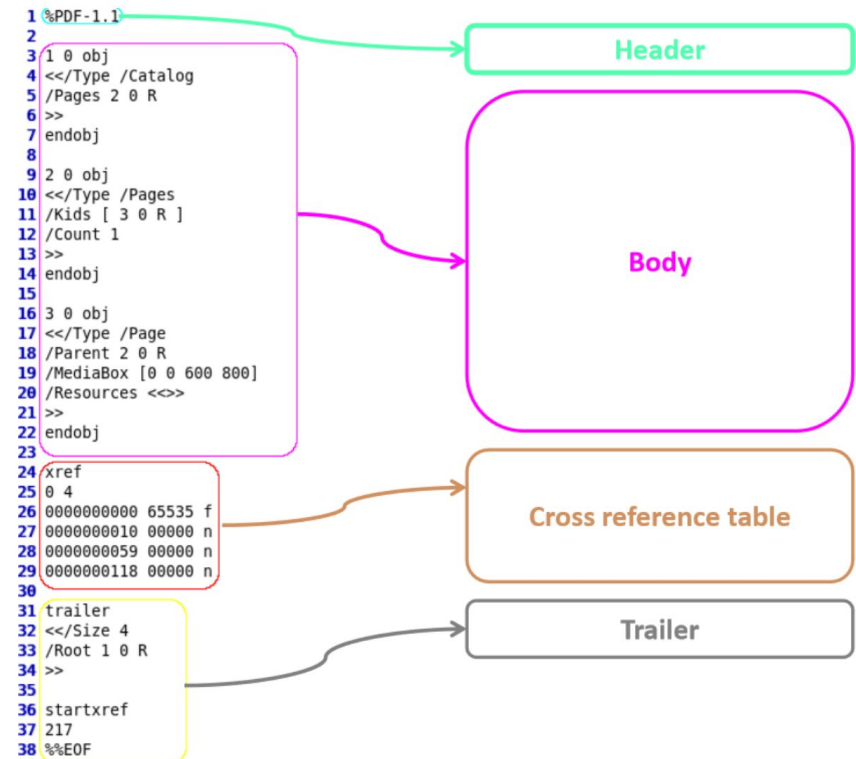 1 %PDF-1.1
2
3 1 0 obj
4 <</Type /Catalog
5 /Pages 2 0 R
6 >>
7 endobj
8
9 2 0 obj
10 <</Type /Pages
11 /Kids [ 3 0 R ]
12 /Count 1
13 >>
14 endobj
15
16 3 0 obj
17 <</Type /Page
18 /Parent 2 0 R
19 /MediaBox [0 0 600 800]
20 /Resources <<>>
21 >>
22 endobj
23
24 xref
25 0 4
26 0000000000 65535 f
27 0000000010 00000 n
28 0000000059 00000 n
29 0000000118 00000 n
30
31 trailer
32 <</Size 4
33 /Root 1 0 R
34 >>
35
36 startxref
37 217
38 %%EOF
Header
Body
Cross reference table
Trailer